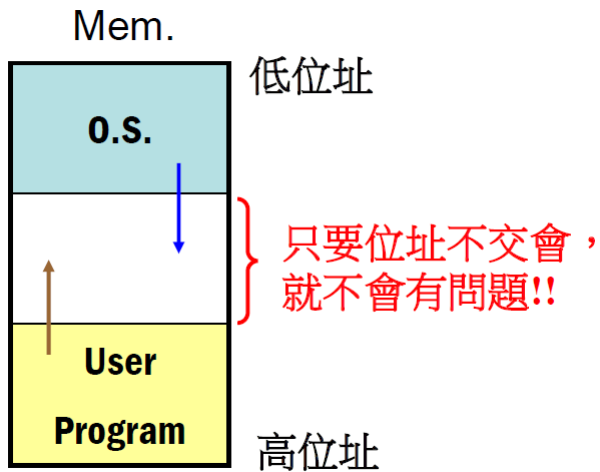 Mem.
低位址
O.S.
只要位址不交會，
就不會有問題!!
User
Program
高位址